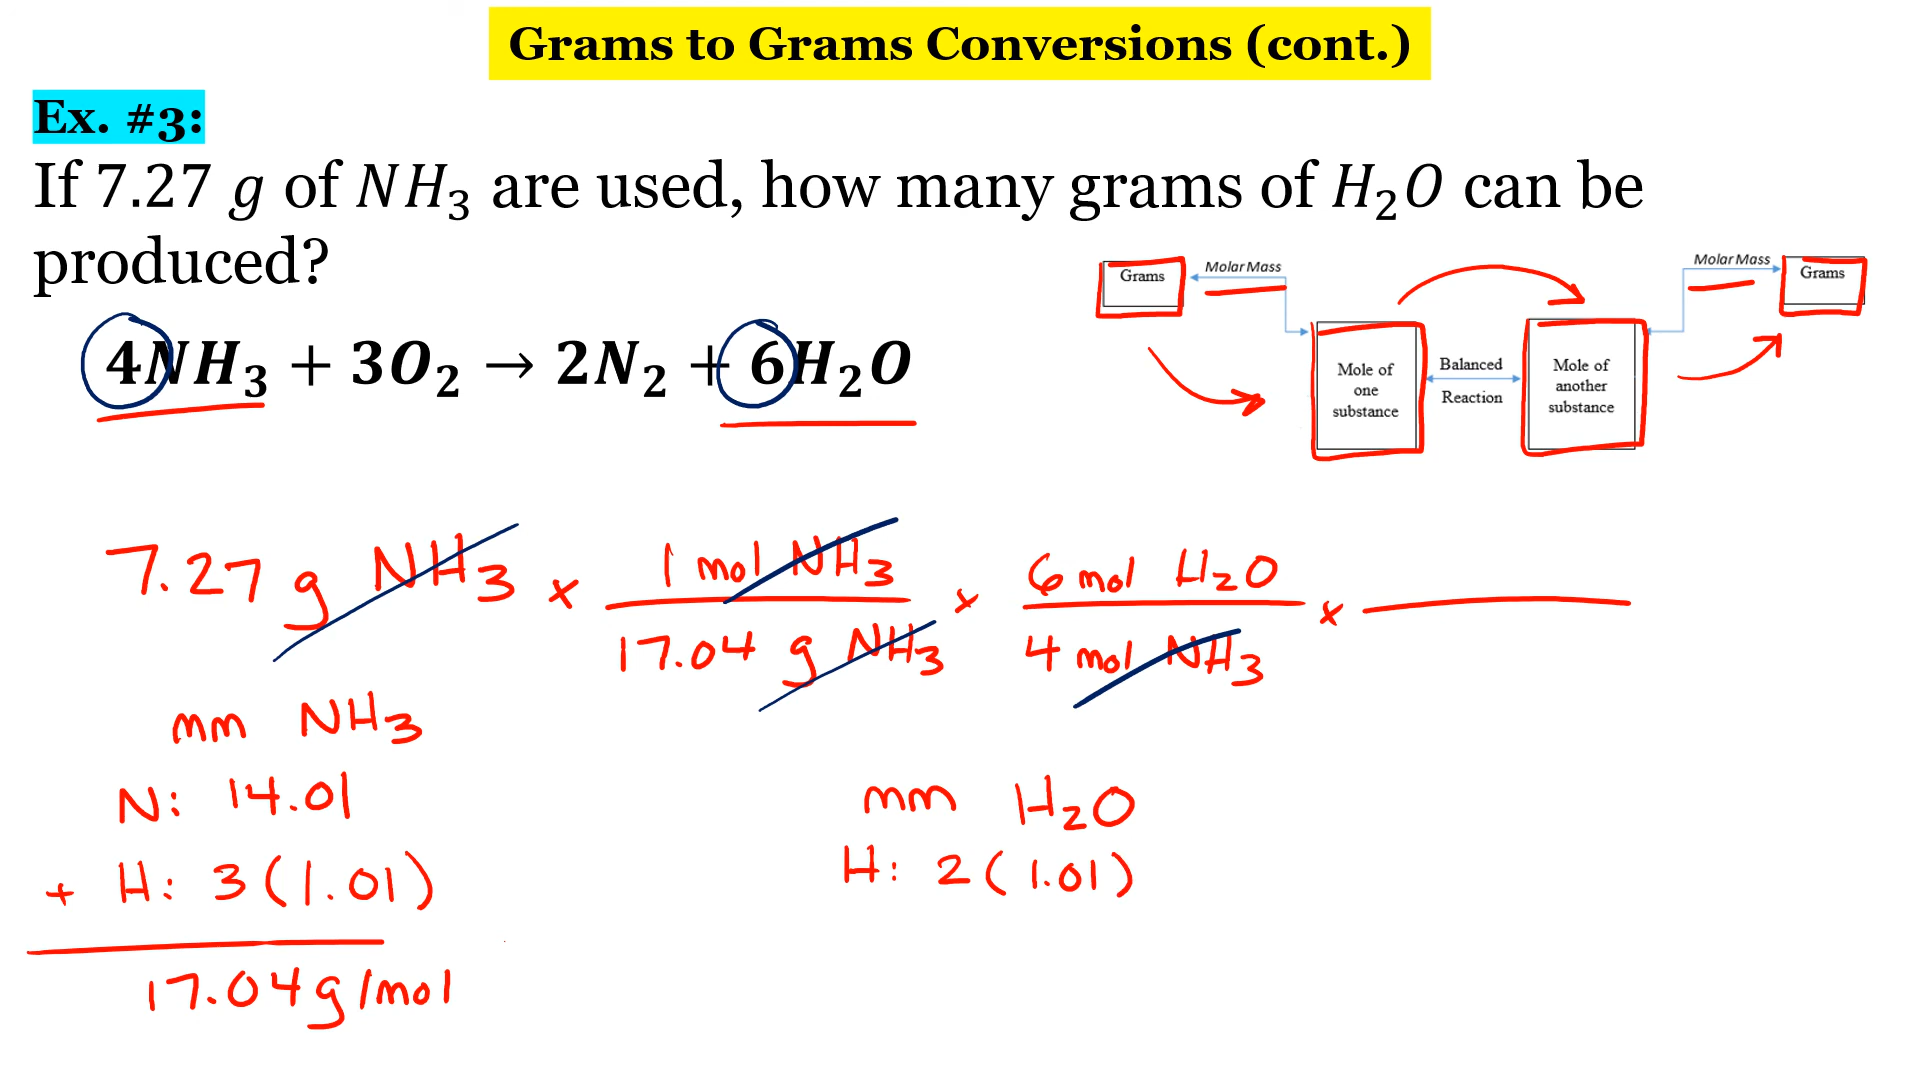 Grams to Grams Conversions (cont.)
Ex. #3:
If 7.27 g of NH₃ are used, how many grams of H₂O can be
produced?
Grams
Molar Mass
Molar Mass
Grams
4NH₃ + 3O₂ → 2N₂ + 6H₂O
Mole of
one
substance
Balanced
Reaction
Mole of
another
substance
7.27 g NH₃ × 1 mol NH₃ × 6 mol H₂O ×
17.04 g NH₃ 4 mol NH₃
mm NH₃
N: 14.01
+ H: 3(1.01)
17.04 g/mol
mm H₂O
H: 2(1.01)